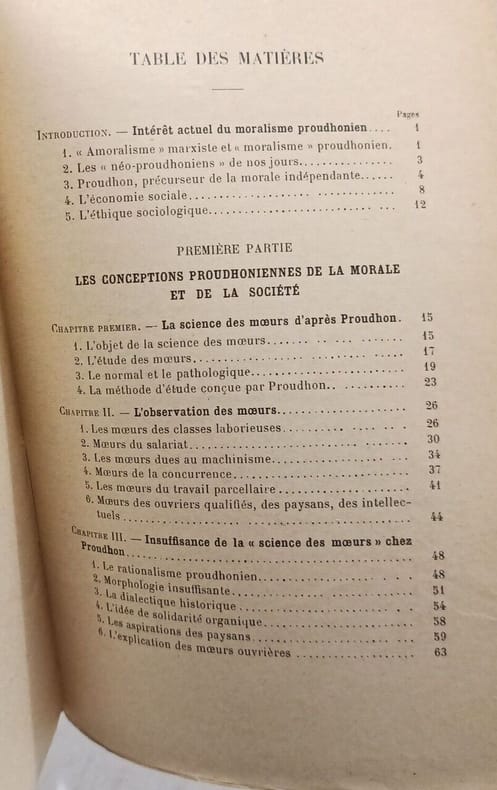 TABLE DES MATIÈRES
Pages
INTRODUCTION. — Intérêt actuel du moralisme proudhonien.... 1
1. « Amoralisme » marxiste et « moralisme » proudhonien. 1
2. Les « néo-proudhoniens » de nos jours.................. 3
3. Proudhon, précurseur de la morale indépendante...... 4
4. L'économie sociale.................................... 8
5. L'éthique sociologique................................ 12
PREMIÈRE PARTIE
LES CONCEPTIONS PROUDHONIENNES DE LA MORALE
ET DE LA SOCIÉTÉ
CHAPITRE PREMIER. — La science des mœurs d'après Proudhon. 15
1. L'objet de la science des mœurs........................ 15
2. L'étude des mœurs.................................... 17
3. Le normal et le pathologique.......................... 19
4. La méthode d'étude conçue par Proudhon............ 23
CHAPITRE II. — L'observation des mœurs.................... 26
1. Les mœurs des classes laborieuses.................... 26
2. Mœurs du salariat.................................... 30
3. Les mœurs dues au machinisme...................... 34
4. Mœurs de la concurrence............................ 37
5. Les mœurs du travail parcellaire...................... 41
6. Mœurs des ouvriers qualifiés, des paysans, des intellec-
tuels.................................................. 44
CHAPITRE III. — Insuffisance de la « science des mœurs » chez
Proudhon.............................................. 48
1. Le rationalisme proudhonien.......................... 48
2. Morphologie insuffisante.............................. 51
3. La dialectique historique.............................. 54
4. L'idée de solidarité organique........................ 58
5. Les aspirations des paysans.......................... 59
6. L'explication des mœurs ouvrières.................... 63